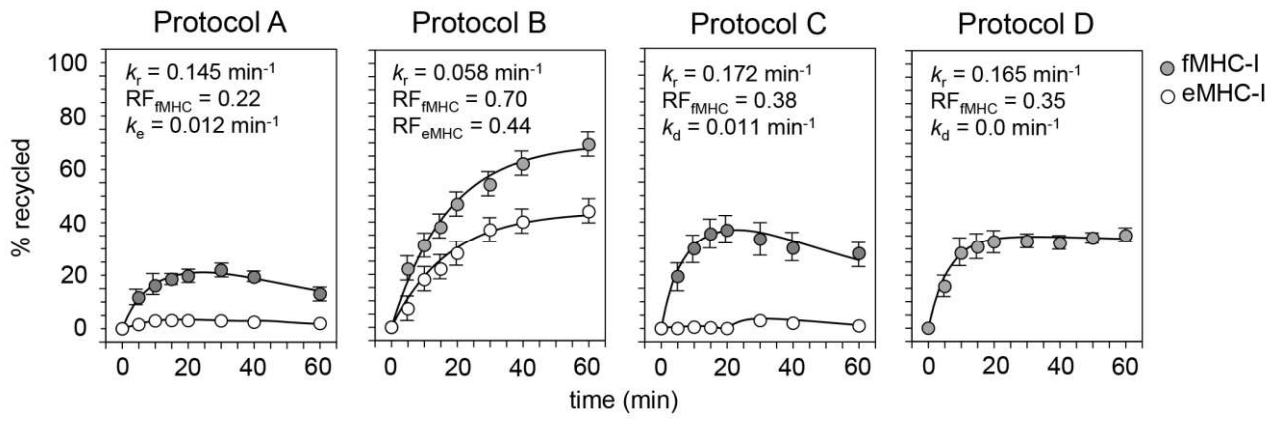 Protocol A
Protocol B
Protocol C
Protocol D
% recycled
100
80
60
40
20
0
kr = 0.145 min-1
RFfMHC = 0.22
ke = 0.012 min-1
kr = 0.058 min-1
RFfMHC = 0.70
RFeMHC = 0.44
kr = 0.172 min-1
RFfMHC = 0.38
kd = 0.011 min-1
kr = 0.165 min-1
RFfMHC = 0.35
kd = 0.0 min-1
fMHC-I
eMHC-I
0 20 40 60
0 20 40 60
0 20 40 60
0 20 40 60
time (min)